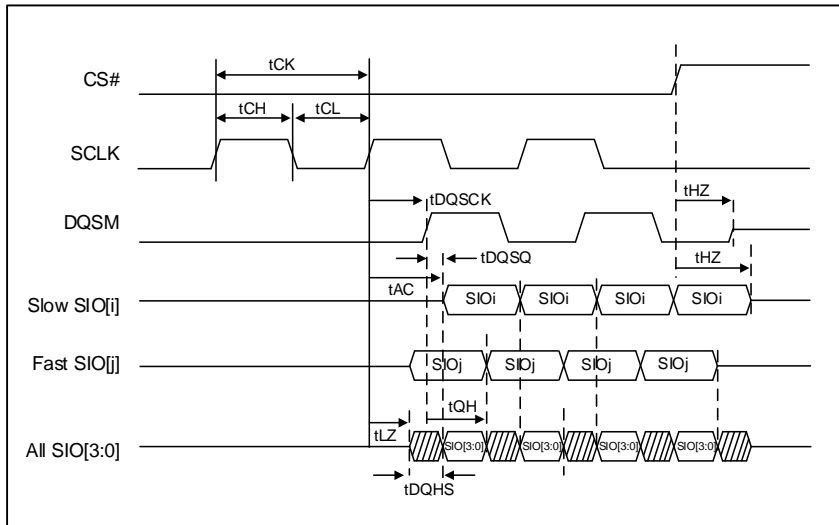 tCK
CS#
tCH
tCL
SCLK
tDQSCK
tHZ
DQSM
tDQSQ
tHZ
tAC
Slow SIO[i]
SIOi
SIOi
SIOi
SIOi
Fast SIO[j]
SIOj
SIOj
SIOj
SIOj
tQH
tLZ
All SIO[3:0]
SIO[3:0]
SIO[3:0]
SIO[3:0]
SIO[3:0]
tDQHS